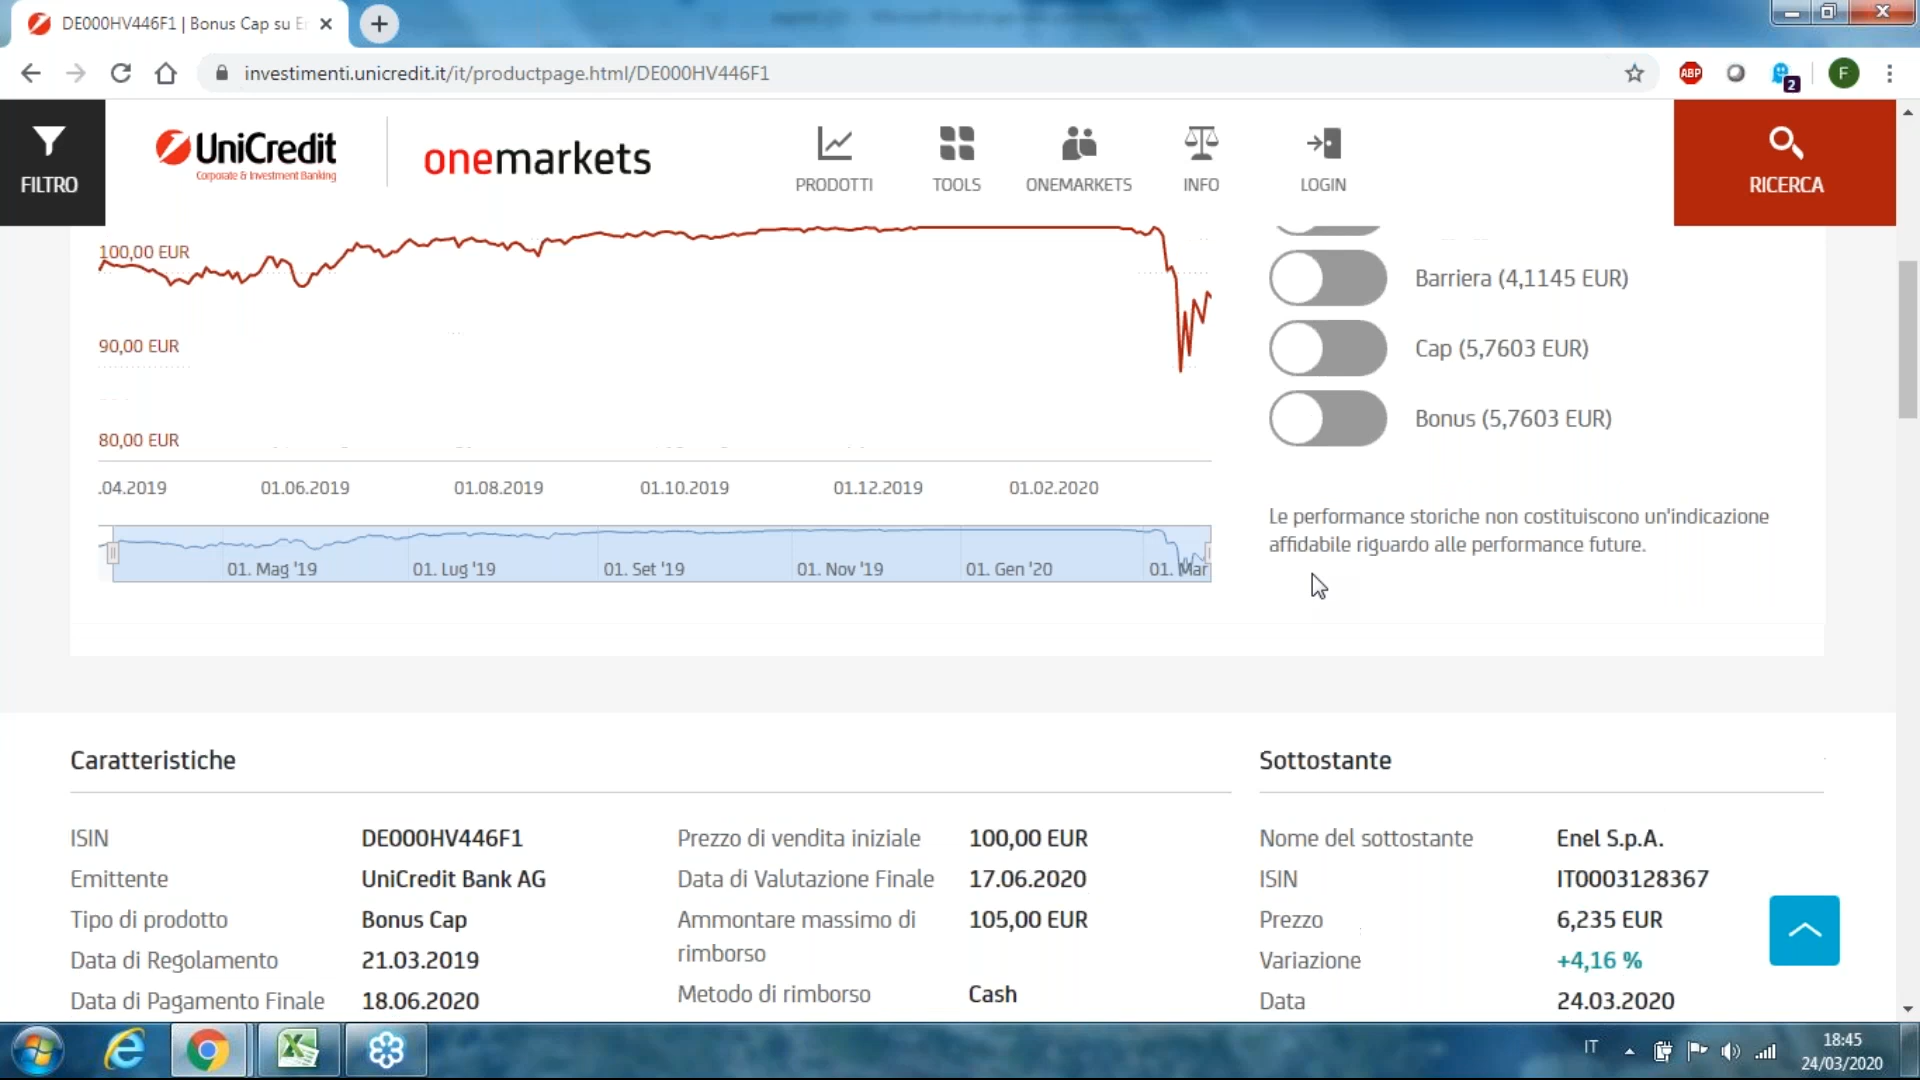 DE000HV446F1 | Bonus Cap su En
investimenti.unicredit.it/it/productpage.html/DE000HV446F1
ABP
2
F
FILTRO
UniCredit
Corporate & Investment Banking
onemarkets
PRODOTTI
TOOLS
ONEMARKETS
INFO
LOGIN
RICERCA
100,00 EUR
90,00 EUR
80,00 EUR
.04.2019
01.06.2019
01.08.2019
01.10.2019
01.12.2019
01.02.2020
01. Mag '19
01. Lug '19
01. Set '19
01. Nov '19
01. Gen '20
01. Mar
Barriera (4,1145 EUR)
Cap (5,7603 EUR)
Bonus (5,7603 EUR)
Le performance storiche non costituiscono un'indicazione
affidabile riguardo alle performance future.
Caratteristiche
ISIN DE000HV446F1
Emittente UniCredit Bank AG
Tipo di prodotto Bonus Cap
Data di Regolamento 21.03.2019
Data di Pagamento Finale 18.06.2020
Prezzo di vendita iniziale 100,00 EUR
Data di Valutazione Finale 17.06.2020
Ammontare massimo di 105,00 EUR
rimborso
Metodo di rimborso Cash
Sottostante
Nome del sottostante Enel S.p.A.
ISIN IT0003128367
Prezzo 6,235 EUR
Variazione +4,16 %
Data 24.03.2020
IT
18:45
24/03/2020